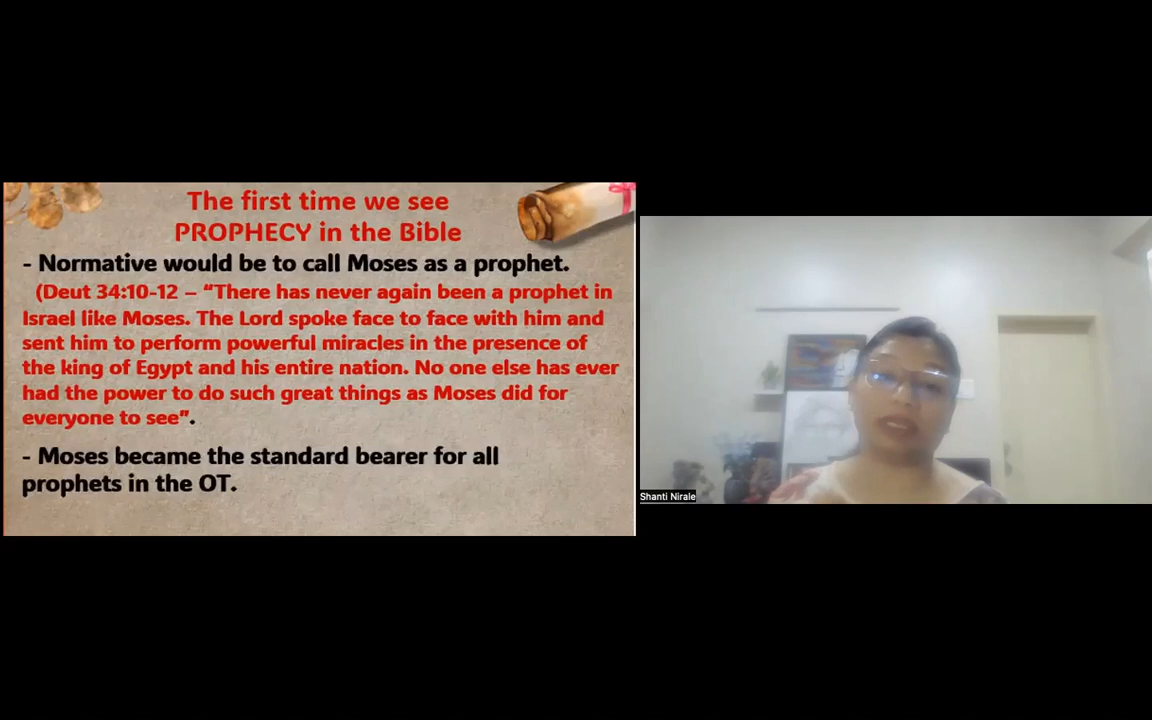 The first time we see
PROPHECY in the Bible
- Normative would be to call Moses as a prophet.
(Deut 34:10-12 – “There has never again been a prophet in
Israel like Moses. The Lord spoke face to face with him and
sent him to perform powerful miracles in the presence of
the king of Egypt and his entire nation. No one else has ever
had the power to do such great things as Moses did for
everyone to see”.
- Moses became the standard bearer for all
prophets in the OT.
Shanti Nirale